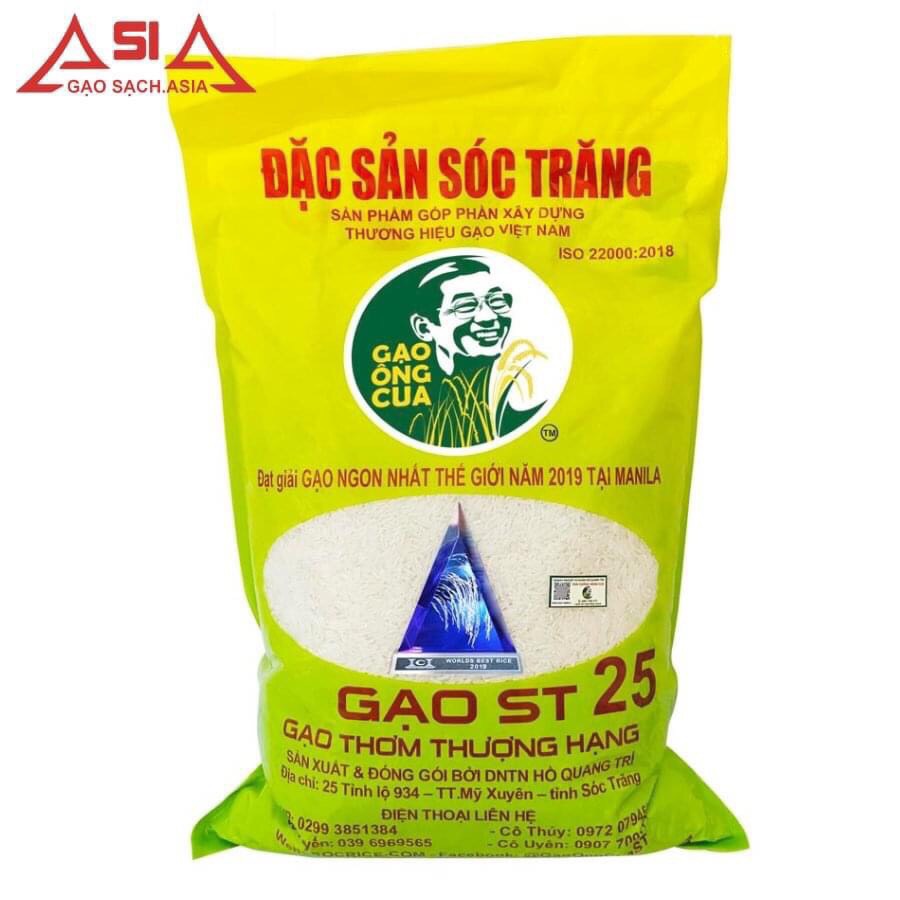 ASIA
GẠO SẠCH.ASIA
ĐẶC SẢN SÓC TRĂNG
SẢN PHẨM GÓP PHẦN XÂY DỰNG
THƯƠNG HIỆU GẠO VIỆT NAM
ISO 22000:2018
GẠO
ÔNG
CUA
TM
Đạt giải GẠO NGON NHẤT THẾ GIỚI NĂM 2019 TẠI MANILA
WORLDS BEST RICE
2019
GẠO ST 25
GẠO THƠM THƯỢNG HẠNG
SẢN XUẤT & ĐÓNG GÓI BỞI DNTN HỒ QUANG TRÍ
Địa chỉ: 25 Tỉnh lộ 934 – TT.Mỹ Xuyên – tỉnh Sóc Trăng
ĐIỆN THOẠI LIÊN HỆ
0299 3851384 - Cô Thúy: 0972 0794
039 6969565 - Cô Uyên: 0907